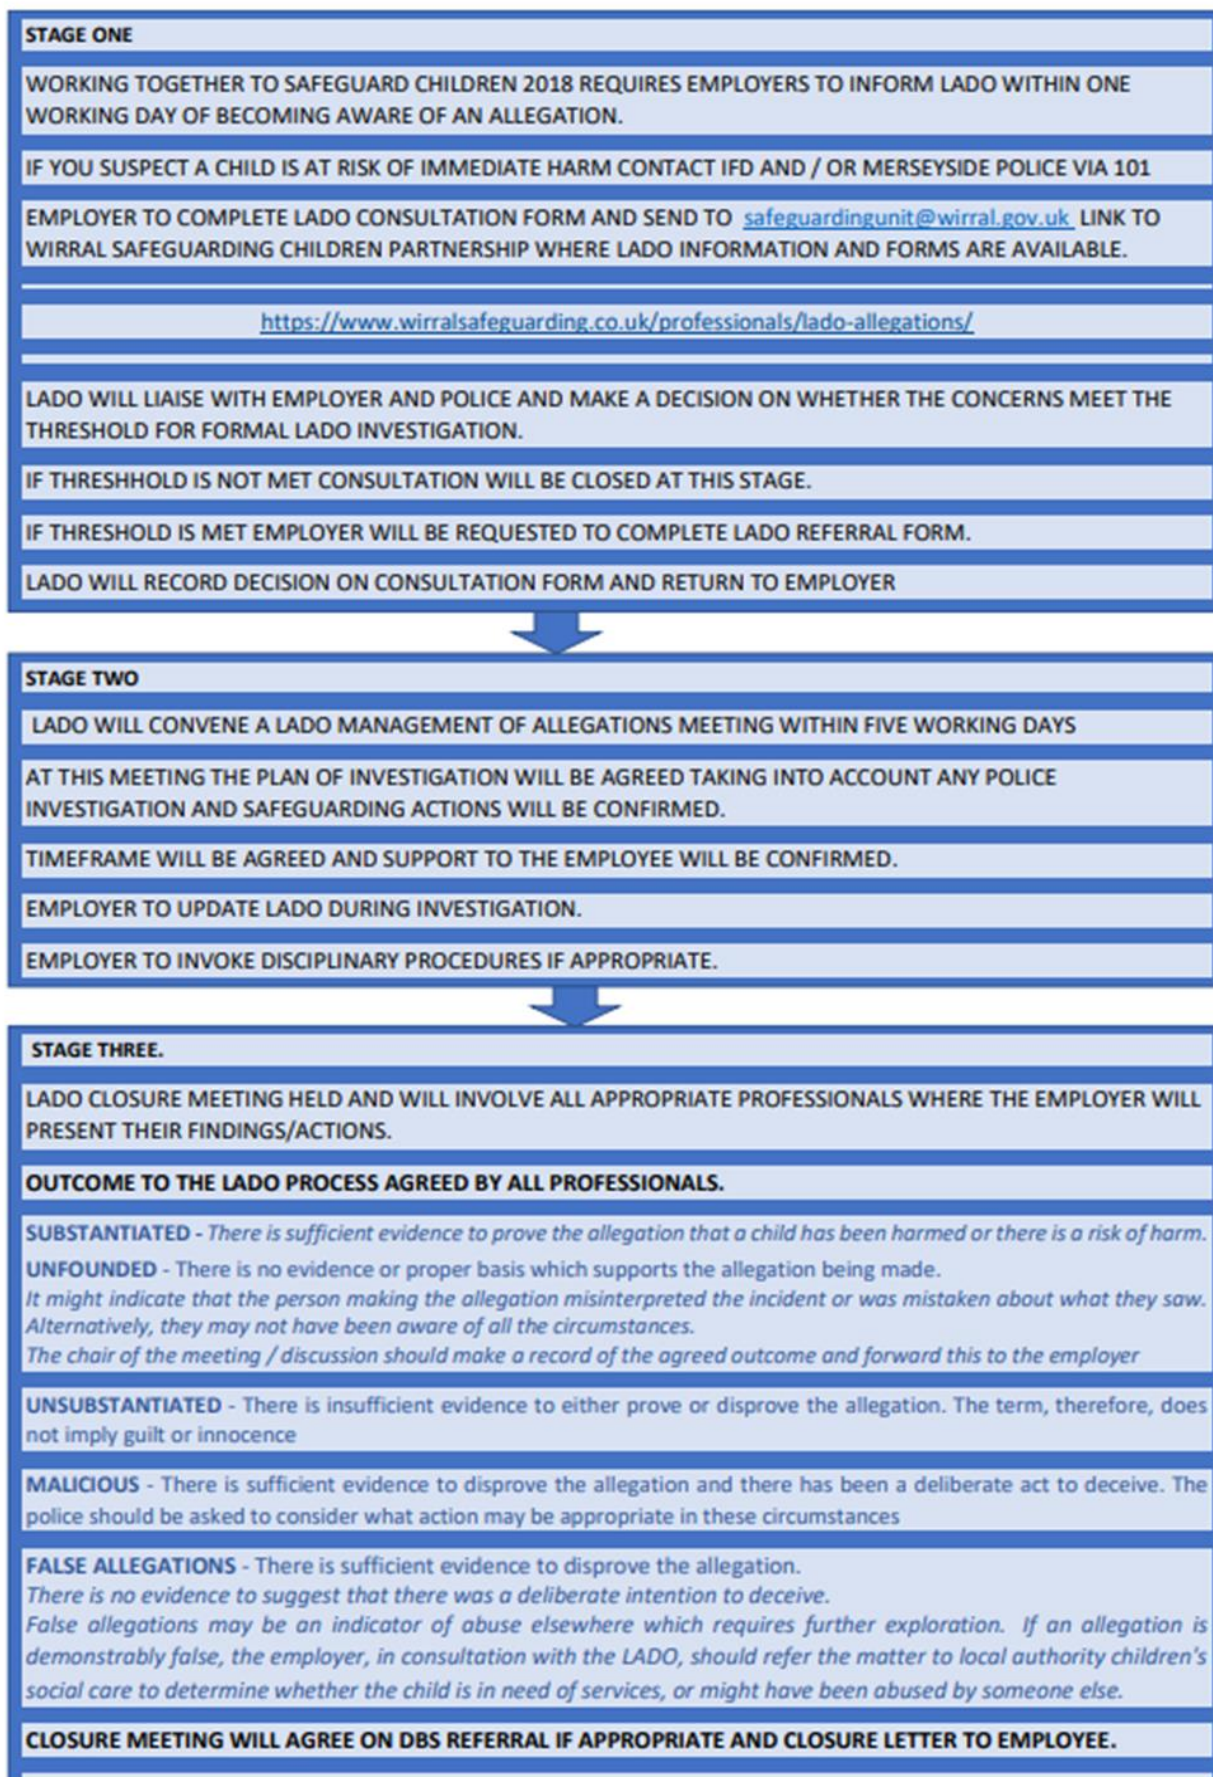 STAGE ONE
WORKING TOGETHER TO SAFEGUARD CHILDREN 2018 REQUIRES EMPLOYERS TO INFORM LADO WITHIN ONE
WORKING DAY OF BECOMING AWARE OF AN ALLEGATION.
IF YOU SUSPECT A CHILD IS AT RISK OF IMMEDIATE HARM CONTACT IFD AND / OR MERSEYSIDE POLICE VIA 101
EMPLOYER TO COMPLETE LADO CONSULTATION FORM AND SEND TO safeguardingunit@wirral.gov.uk LINK TO
WIRRAL SAFEGUARDING CHILDREN PARTNERSHIP WHERE LADO INFORMATION AND FORMS ARE AVAILABLE.
https://www.wirralsafeguarding.co.uk/professionals/lado-allegations/
LADO WILL LIAISE WITH EMPLOYER AND POLICE AND MAKE A DECISION ON WHETHER THE CONCERNS MEET THE
THRESHOLD FOR FORMAL LADO INVESTIGATION.
IF THRESHHOLD IS NOT MET CONSULTATION WILL BE CLOSED AT THIS STAGE.
IF THRESHOLD IS MET EMPLOYER WILL BE REQUESTED TO COMPLETE LADO REFERRAL FORM.
LADO WILL RECORD DECISION ON CONSULTATION FORM AND RETURN TO EMPLOYER
STAGE TWO
LADO WILL CONVENE A LADO MANAGEMENT OF ALLEGATIONS MEETING WITHIN FIVE WORKING DAYS
AT THIS MEETING THE PLAN OF INVESTIGATION WILL BE AGREED TAKING INTO ACCOUNT ANY POLICE
INVESTIGATION AND SAFEGUARDING ACTIONS WILL BE CONFIRMED.
TIMEFRAME WILL BE AGREED AND SUPPORT TO THE EMPLOYEE WILL BE CONFIRMED.
EMPLOYER TO UPDATE LADO DURING INVESTIGATION.
EMPLOYER TO INVOKE DISCIPLINARY PROCEDURES IF APPROPRIATE.
STAGE THREE.
LADO CLOSURE MEETING HELD AND WILL INVOLVE ALL APPROPRIATE PROFESSIONALS WHERE THE EMPLOYER WILL
PRESENT THEIR FINDINGS/ACTIONS.
OUTCOME TO THE LADO PROCESS AGREED BY ALL PROFESSIONALS.
SUBSTANTIATED - There is sufficient evidence to prove the allegation that a child has been harmed or there is a risk of harm.
UNFOUNDED - There is no evidence or proper basis which supports the allegation being made.
It might indicate that the person making the allegation misinterpreted the incident or was mistaken about what they saw.
Alternatively, they may not have been aware of all the circumstances.
The chair of the meeting / discussion should make a record of the agreed outcome and forward this to the employer
UNSUBSTANTIATED - There is insufficient evidence to either prove or disprove the allegation. The term, therefore, does
not imply guilt or innocence
MALICIOUS - There is sufficient evidence to disprove the allegation and there has been a deliberate act to deceive. The
police should be asked to consider what action may be appropriate in these circumstances
FALSE ALLEGATIONS - There is sufficient evidence to disprove the allegation.
There is no evidence to suggest that there was a deliberate intention to deceive.
False allegations may be an indicator of abuse elsewhere which requires further exploration. If an allegation is
demonstrably false, the employer, in consultation with the LADO, should refer the matter to local authority children's
social care to determine whether the child is in need of services, or might have been abused by someone else.
CLOSURE MEETING WILL AGREE ON DBS REFERRAL IF APPROPRIATE AND CLOSURE LETTER TO EMPLOYEE.